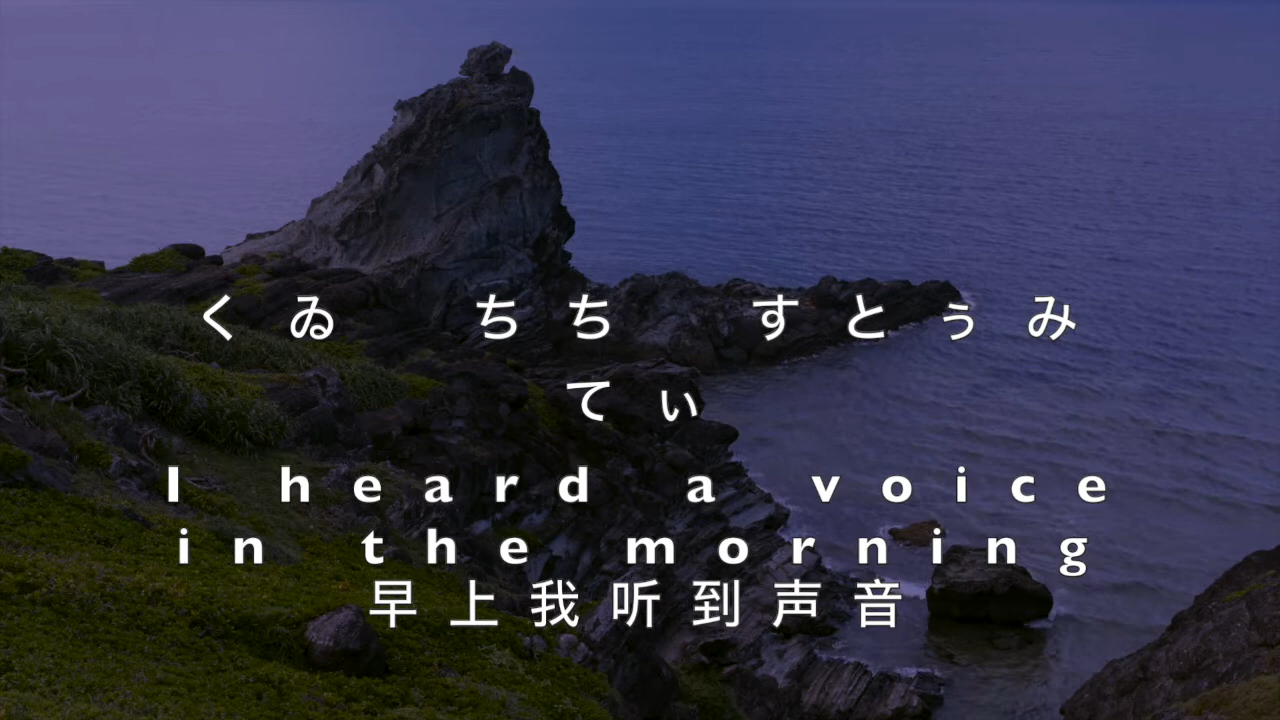 くゐ ちち すとぅみ
てぃ
I heard a voice
in the morning
早上我听到声音